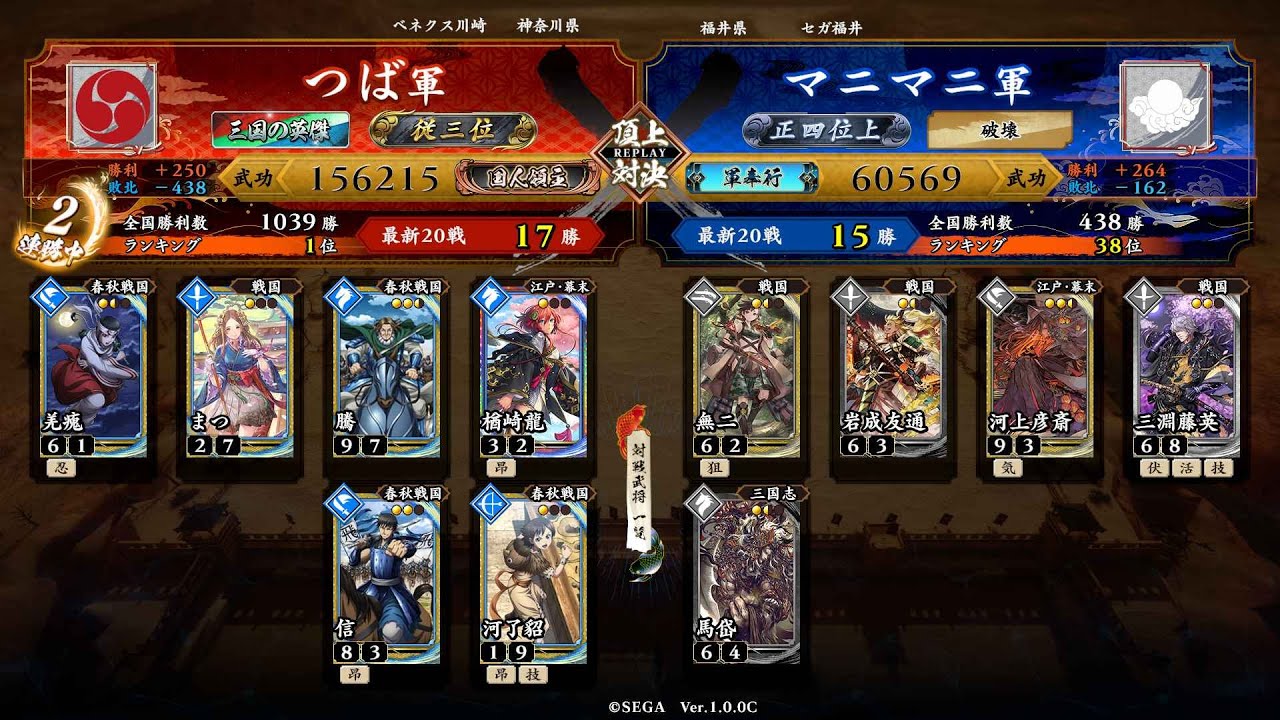 ベネクス川崎 神奈川県
福井県 セガ福井
つば軍
三国の英傑
従三位
勝利 +250
敗北 −438
武功 156215 国人領主
2連勝中
全国勝利数 1039勝
ランキング 1位
最新20戦 17勝
頂上
REPLAY
対決
マニマニ軍
正四位上
破壊
軍奉行 60569 武功
勝利 +264
敗北 −162
最新20戦 15勝
全国勝利数 438勝
ランキング 38位
春秋戦国
羌瘣
6 1
忍
戦国
まつ
2 7
春秋戦国
騰
9 7
江戸・幕末
楢崎龍
3 2
昂
戦国
無二
6 2
狙
戦国
岩成友通
6 3
江戸・幕末
河上彦斎
9 3
気
戦国
三淵藤英
6 8
伏 活 技
対戦武将一覧
春秋戦国
飛
信
8 3
昂
春秋戦国
河了貂
1 9
昂 技
三国志
馬岱
6 4
©SEGA Ver.1.0.0C